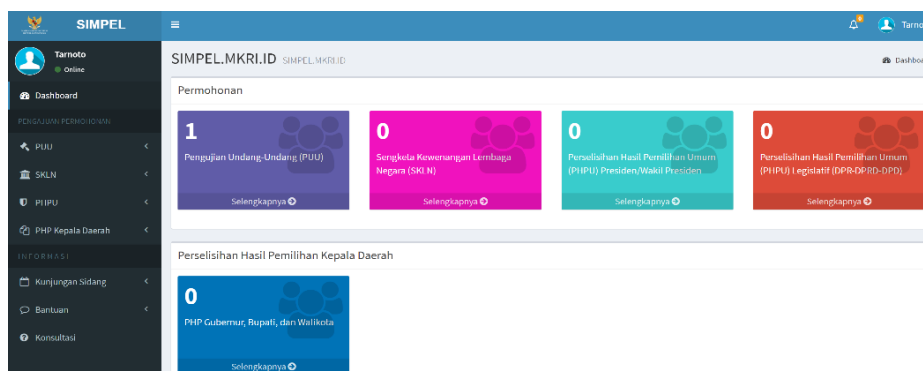 SIMPEL
Tarno
Tarnoto
Online
SIMPEL.MKRI.ID SIMPEL.MKRI.ID
Dashboa
Dashboard
Permohonan
PENGAJUAN PERMOHONAN
1
Pengujian Undang-Undang (PUU)
Selengkapnya
0
Sengketa Kewenangan Lembaga
Negara (SKLN)
Selengkapnya
0
Perselisihan Hasil Pemilihan Umum
(PHPU) Presiden/Wakil Presiden
Selengkapnya
0
Perselisihan Hasil Pemilihan Umum
(PHPU) Legislatif (DPR-DPRD-DPD)
Selengkapnya
PUU
SKLN
PHPU
PHP Kepala Daerah
INFORMASI
Kunjungan Sidang
Bantuan
Konsultasi
Perselisihan Hasil Pemilihan Kepala Daerah
0
PHP Gubernur, Bupati, dan Walikota
Selengkapnya